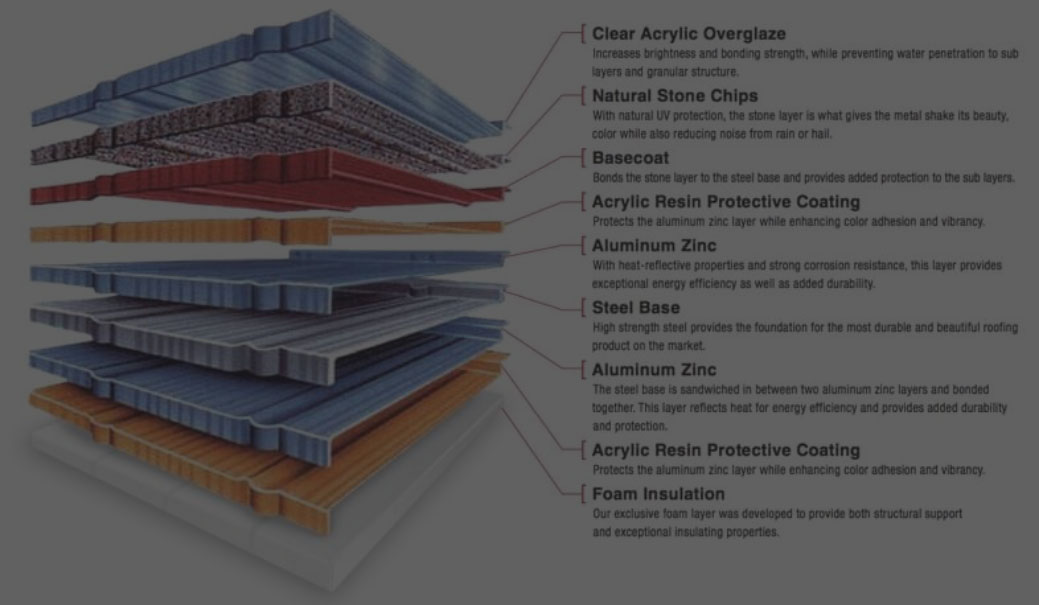 Clear Acrylic Overglaze
Increases brightness and bonding strength, while preventing water penetration to sub
layers and granular structure.
Natural Stone Chips
With natural UV protection, the stone layer is what gives the metal shake its beauty,
color while also reducing noise from rain or hail.
Basecoat
Bonds the stone layer to the steel base and provides added protection to the sub layers.
Acrylic Resin Protective Coating
Protects the aluminum zinc layer while enhancing color adhesion and vibrancy.
Aluminum Zinc
With heat-reflective properties and strong corrosion resistance, this layer provides
exceptional energy efficiency as well as added durability.
Steel Base
High strength steel provides the foundation for the most durable and beautiful roofing
product on the market.
Aluminum Zinc
The steel base is sandwiched in between two aluminum zinc layers and bonded
together. This layer reflects heat for energy efficiency and provides added durability
and protection.
Acrylic Resin Protective Coating
Protects the aluminum zinc layer while enhancing color adhesion and vibrancy.
Foam Insulation
Our exclusive foam layer was developed to provide both structural support
and exceptional insulating properties.